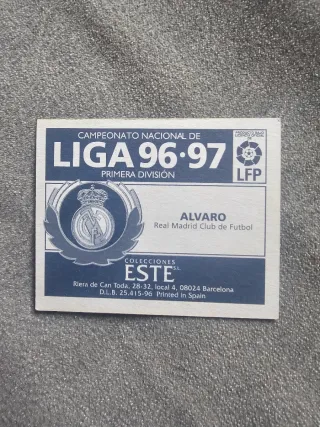 CAMPEONATO NACIONAL DE
LIGA 96·97
PRIMERA DIVISIÓN
LFP
ALVARO
Real Madrid Club de Futbol
COLECCIONES
ESTE S.L.
Riera de Can Toda, 28-32, local 4, 08024 Barcelona
D.L.B. 25.415-96 Printed in Spain